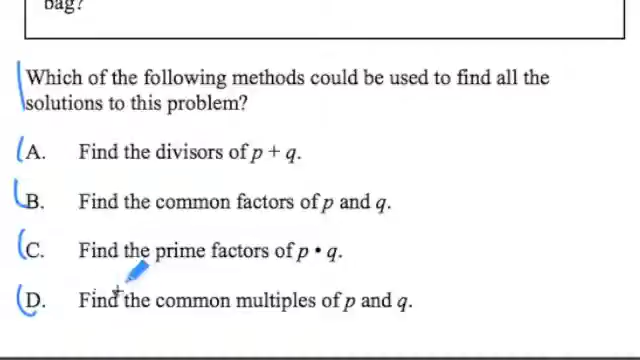 bag?
Which of the following methods could be used to find all the
solutions to this problem?
A. Find the divisors of p + q.
B. Find the common factors of p and q.
C. Find the prime factors of p • q.
D. Find the common multiples of p and q.